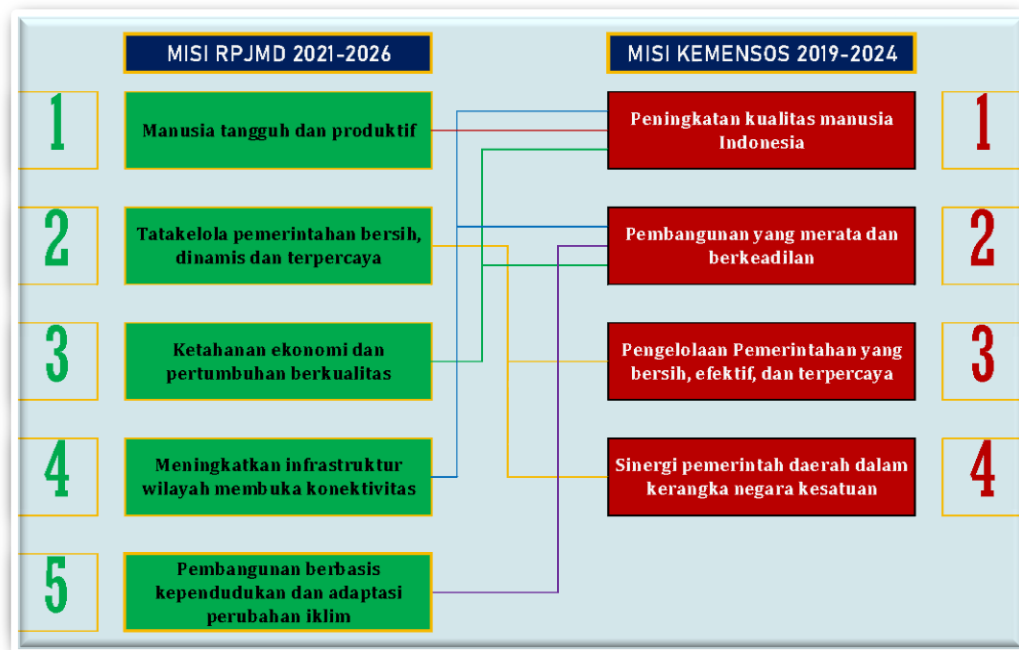 MISI RPJMD 2021-2026
MISI KEMENSOS 2019-2024
1
Manusia tangguh dan produktif
Peningkatan kualitas manusia
Indonesia
1
2
Tatakelola pemerintahan bersih,
dinamis dan terpercaya
Pembangunan yang merata dan
berkeadilan
2
3
Ketahanan ekonomi dan
pertumbuhan berkualitas
Pengelolaan Pemerintahan yang
bersih, efektif, dan terpercaya
3
4
Meningkatkan infrastruktur
wilayah membuka konektivitas
Sinergi pemerintah daerah dalam
kerangka negara kesatuan
4
5
Pembangunan berbasis
kependudukan dan adaptasi
perubahan iklim